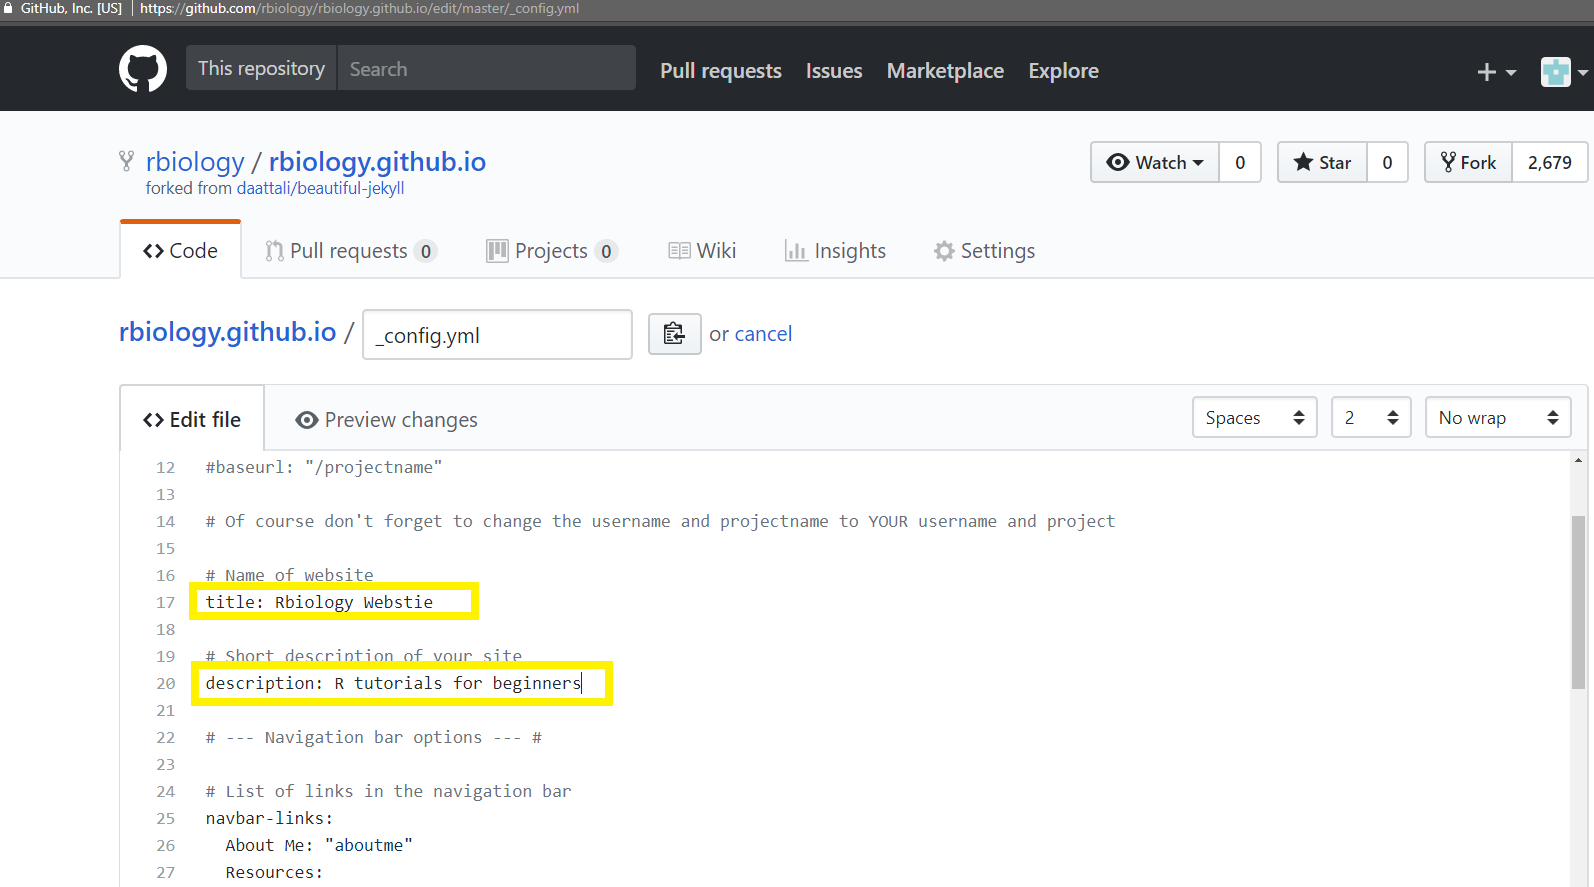 GitHub, Inc. [US] https://github.com/rbiology/rbiology.github.io/edit/master/_config.yml
This repository Search Pull requests Issues Marketplace Explore
rbiology / rbiology.github.io Watch 0 Star 0 Fork 2,679
forked from daattali/beautiful-jekyll
Code Pull requests 0 Projects 0 Wiki Insights Settings
rbiology.github.io / _config.yml or cancel
Edit file Preview changes Spaces 2 No wrap
12 #baseurl: "/projectname"
13
14 # Of course don't forget to change the username and projectname to YOUR username and project
15
16 # Name of website
17 title: Rbiology Webstie
18
19 # Short description of your site
20 description: R tutorials for beginners
21
22 # --- Navigation bar options --- #
23
24 # List of links in the navigation bar
25 navbar-links:
26 About Me: "aboutme"
27 Resources: